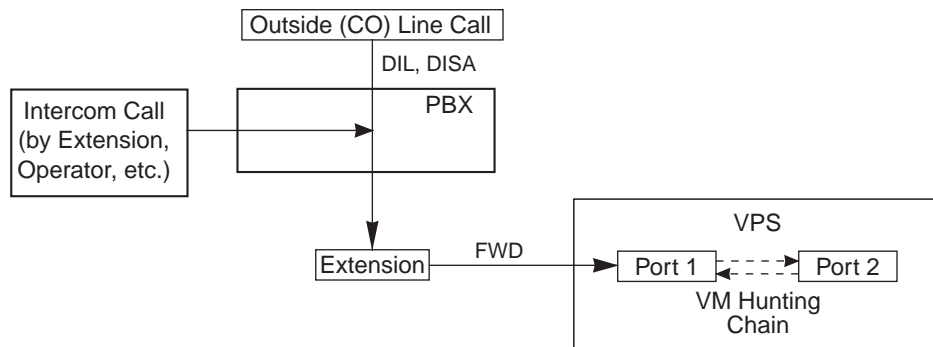 Outside (CO) Line Call
DIL, DISA
PBX
Intercom Call
(by Extension,
Operator, etc.)
VPS
Extension
FWD
Port 1
Port 2
VM Hunting
Chain